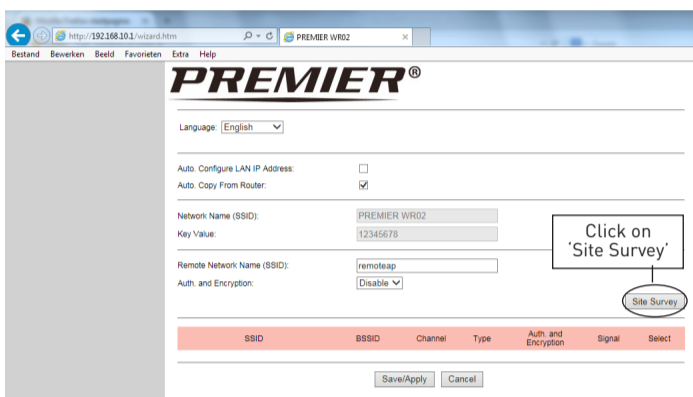 http://192.168.10.1/wizard.htm
PREMIER WR02
Bestand Bewerken Beeld Favorieten Extra Help
PREMIER®
Language: English
Auto. Configure LAN IP Address:
Auto. Copy From Router:
Network Name (SSID): PREMIER WR02
Key Value: 12345678
Click on
'Site Survey'
Remote Network Name (SSID): remoteap
Auth. and Encryption: Disable
Site Survey
SSID BSSID Channel Type Auth. and Encryption Signal Select
Save/Apply Cancel